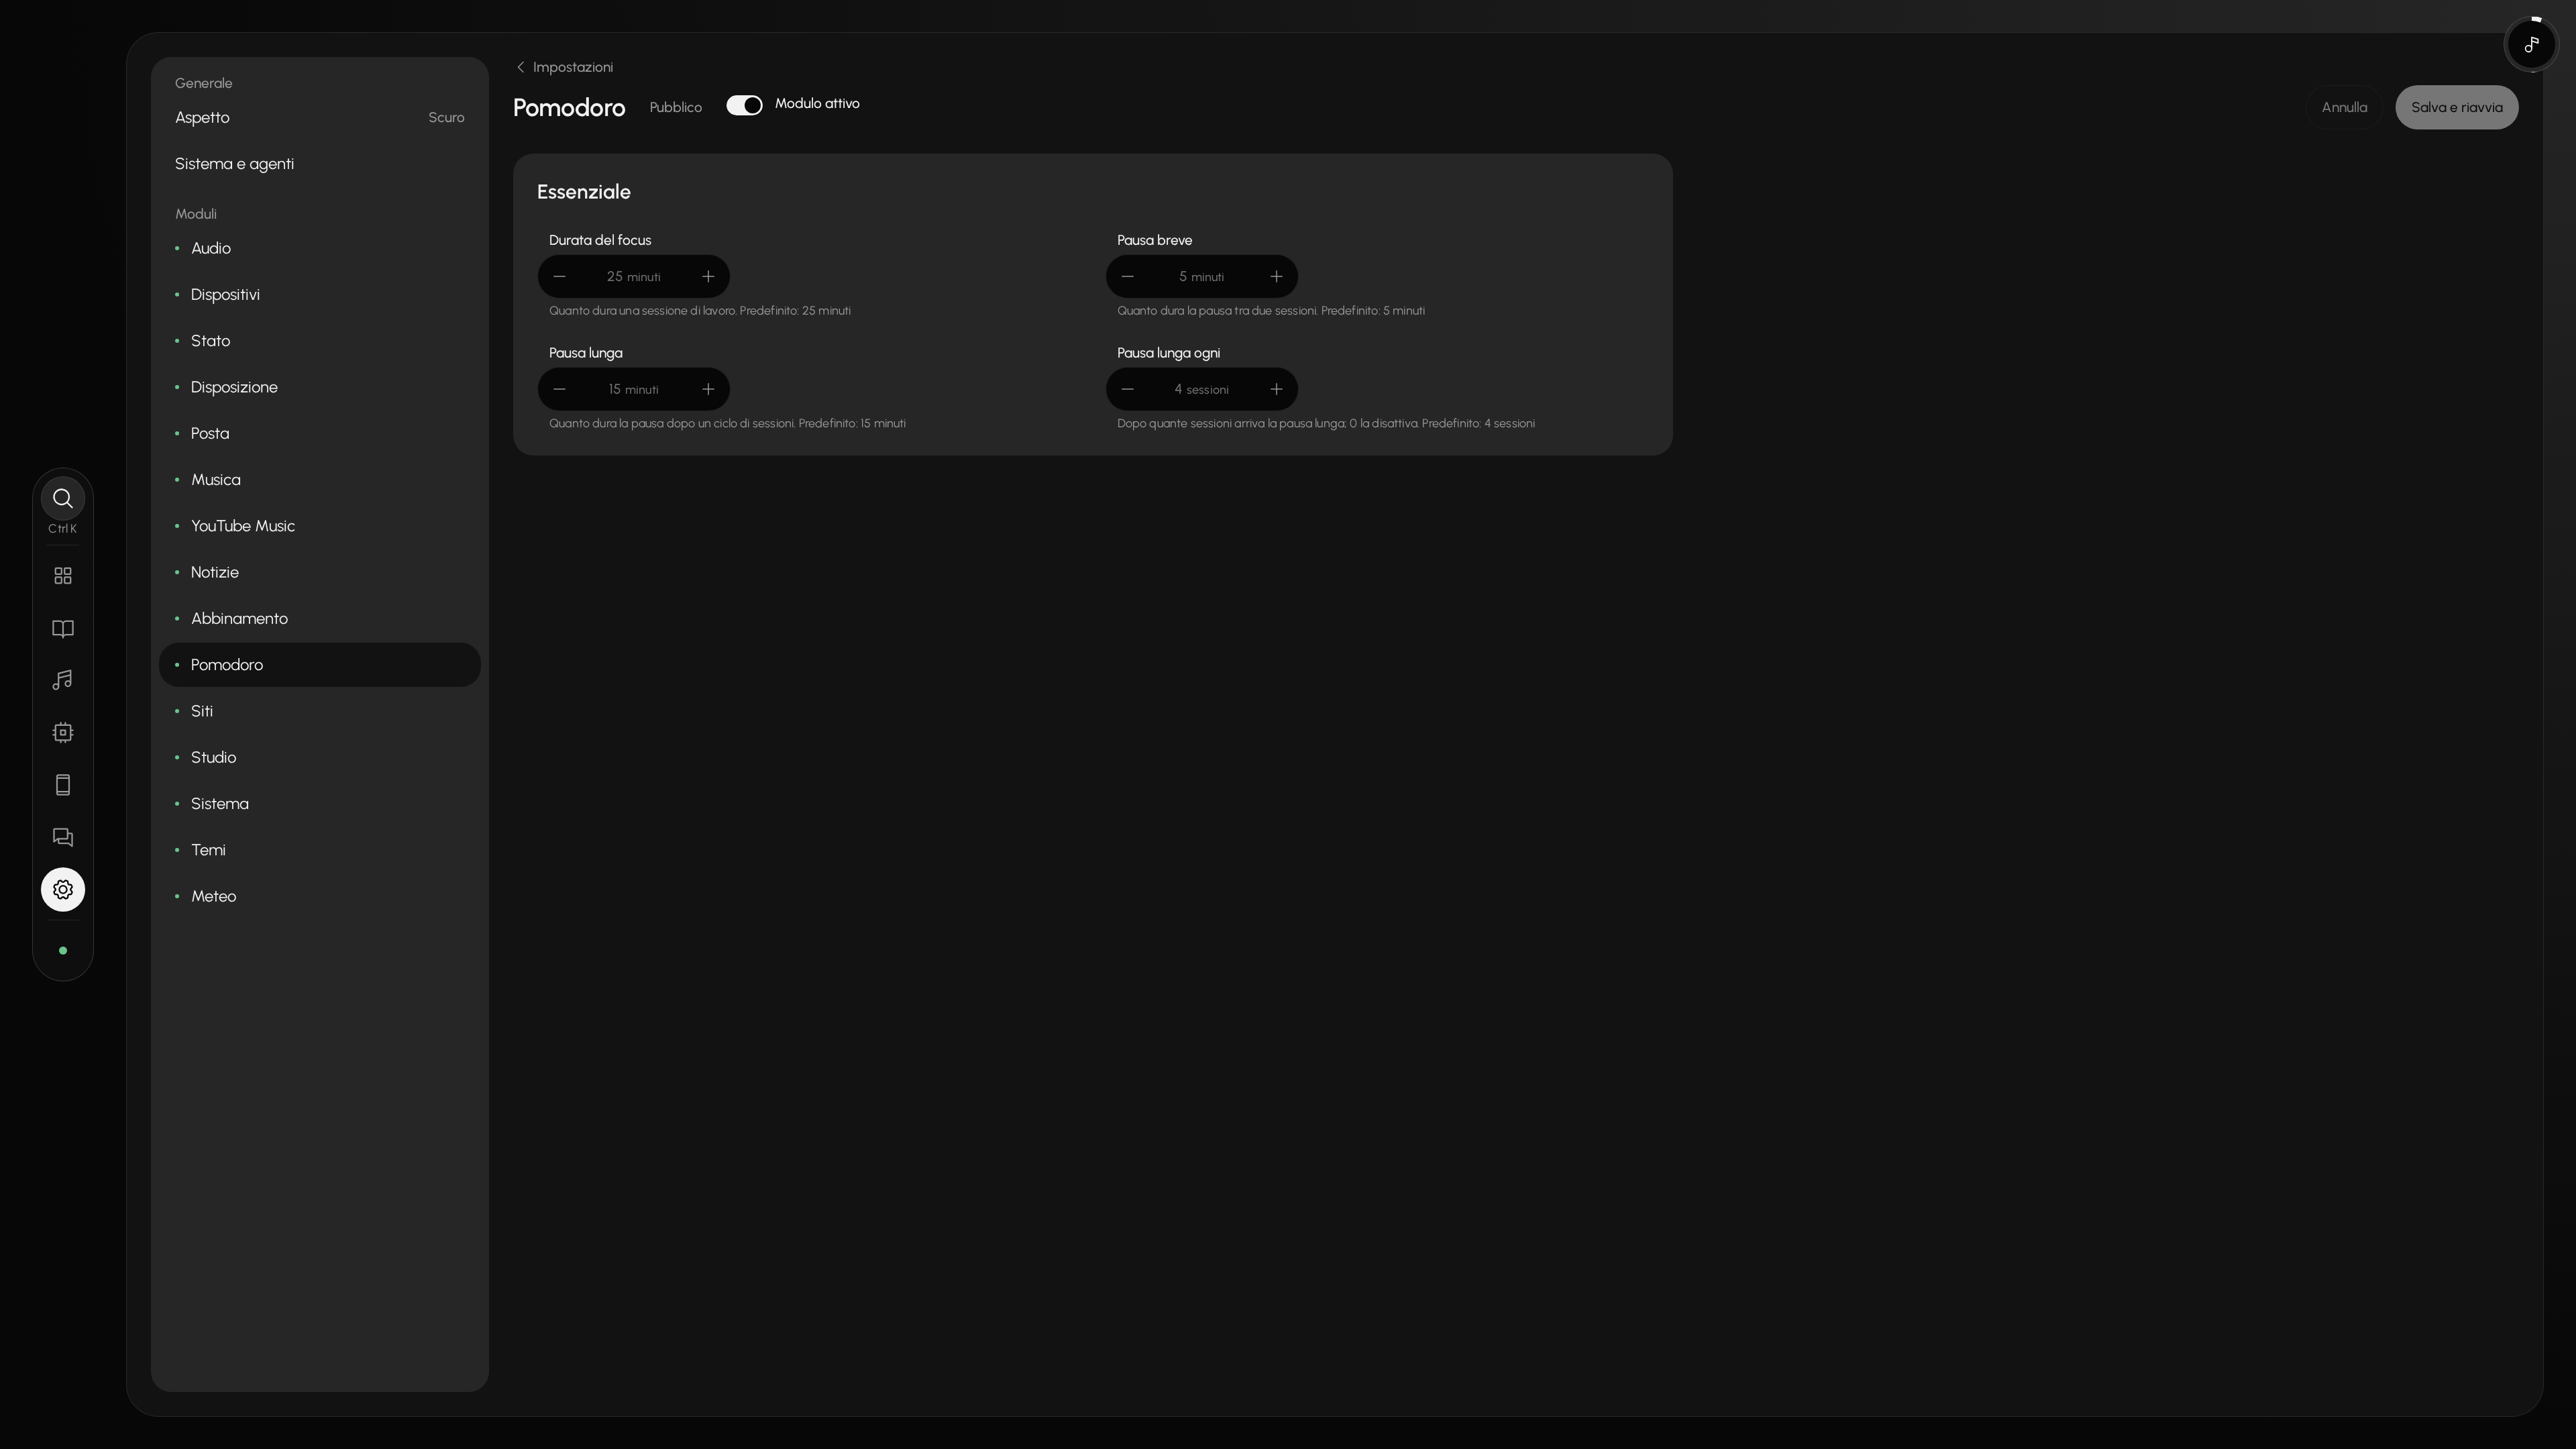 Generale
Aspetto Scuro
Sistema e agenti
Moduli
Audio
Dispositivi
Stato
Disposizione
Posta
Musica
YouTube Music
Notizie
Abbinamento
Pomodoro
Siti
Studio
Sistema
Temi
Meteo
Ctrl K
Impostazioni
Pomodoro Pubblico Modulo attivo Annulla Salva e riavvia
Essenziale
Durata del focus
25 minuti
Quanto dura una sessione di lavoro. Predefinito: 25 minuti
Pausa breve
5 minuti
Quanto dura la pausa tra due sessioni. Predefinito: 5 minuti
Pausa lunga
15 minuti
Quanto dura la pausa dopo un ciclo di sessioni. Predefinito: 15 minuti
Pausa lunga ogni
4 sessioni
Dopo quante sessioni arriva la pausa lunga; 0 la disattiva. Predefinito: 4 sessioni